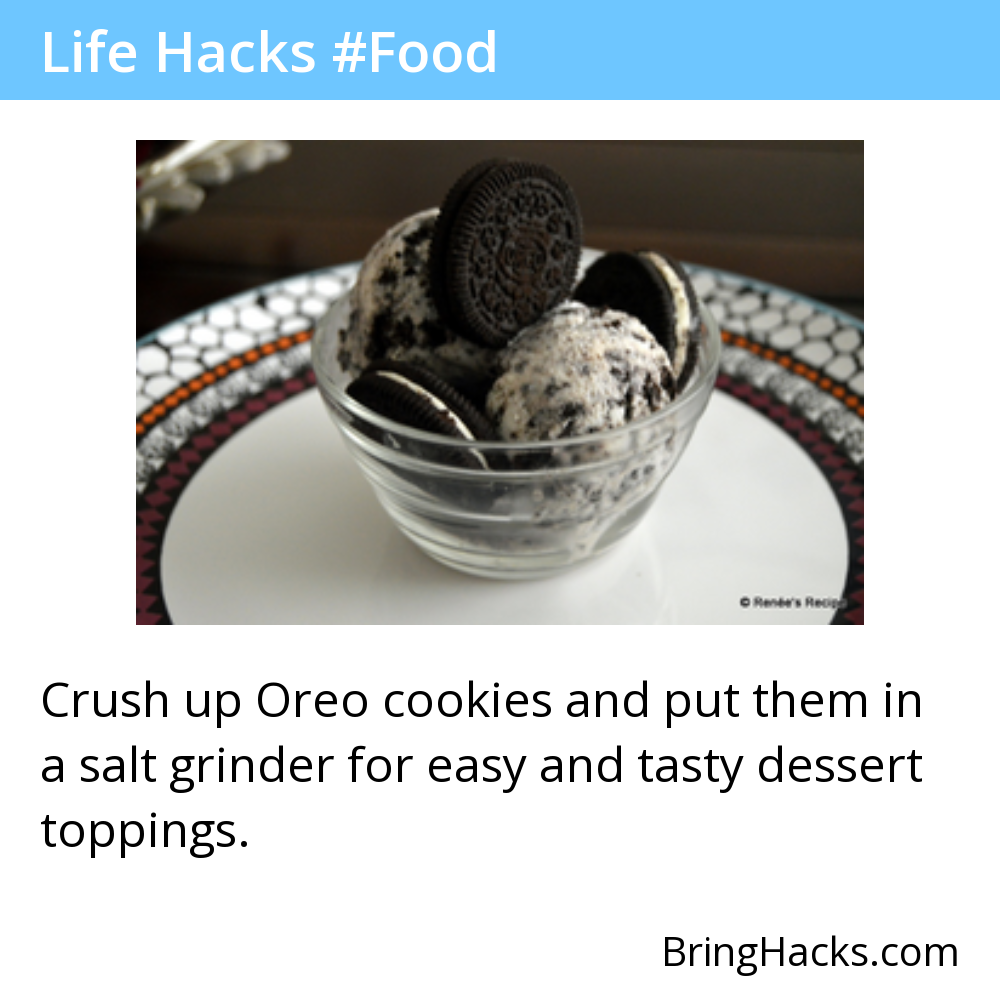 Life Hacks #Food
© Renée's Recipe
Crush up Oreo cookies and put them in
a salt grinder for easy and tasty dessert
toppings.
BringHacks.com